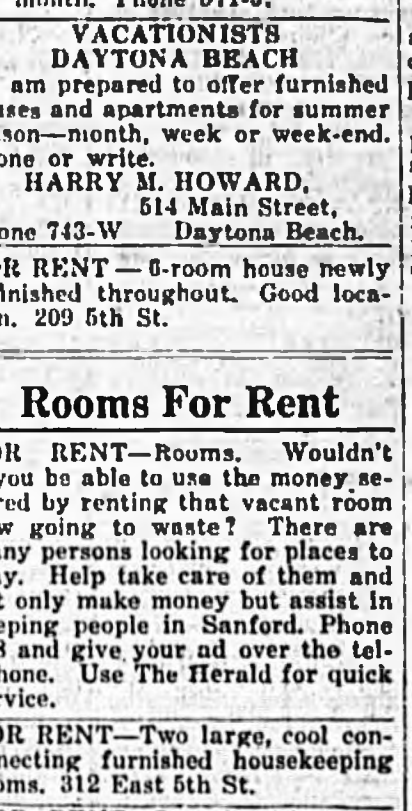 month. Phone
VACATIONISTS
DAYTONA BEACH
am prepared to offer furnished
uses and apartments for summer
son—month, week or week-end.
one or write.
HARRY M. HOWARD,
514 Main Street,
one 743-W Daytona Beach.
R RENT — 6-room house newly
finished throughout. Good loca-
n. 209 5th St.
Rooms For Rent
OR RENT—Rooms. Wouldn't
you be able to use the money se-
red by renting that vacant room
w going to waste? There are
any persons looking for places to
y. Help take care of them and
t only make money but assist in
eping people in Sanford. Phone
8 and give your ad over the tel-
hone. Use The Herald for quick
rvice.
OR RENT—Two large, cool con-
necting furnished housekeeping
oms. 312 East 5th St.